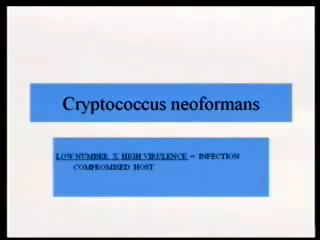 Cryptococcus neoformans
LOW NUMBER X HIGH VIRULENCE = INFECTION
COMPROMISED HOST